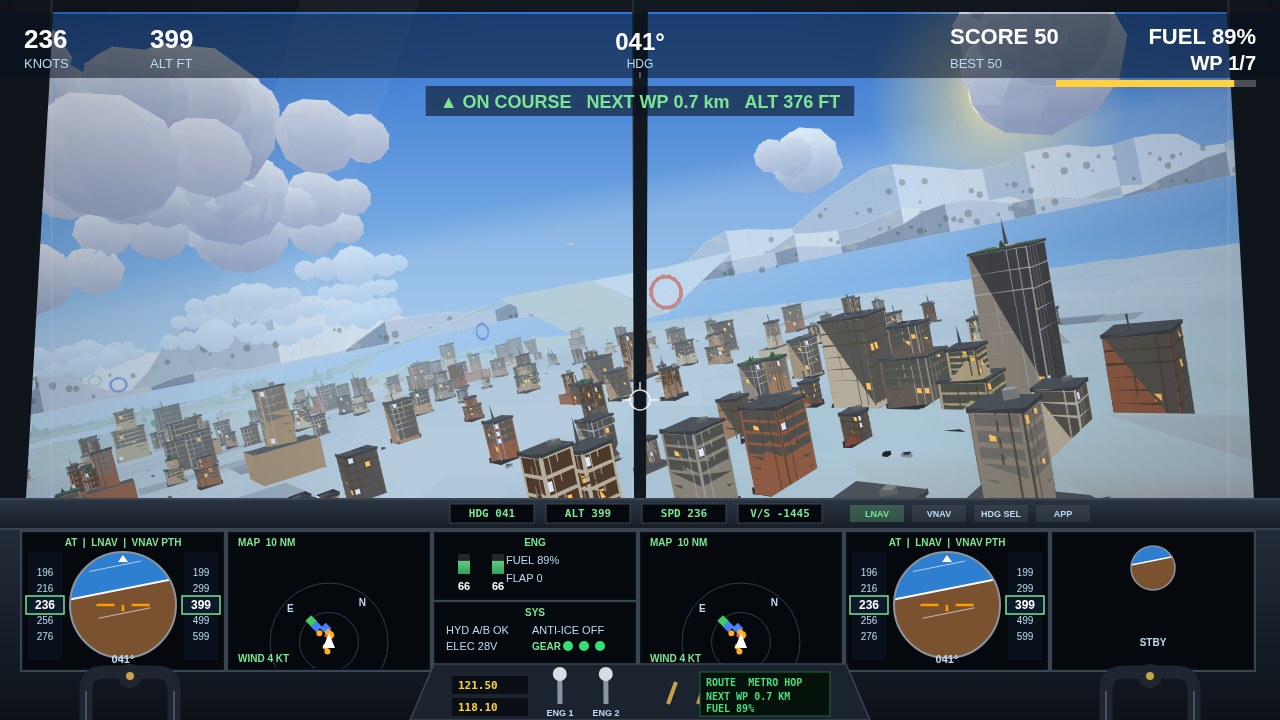 236 399 041° SCORE 50 FUEL 89%
KNOTS ALT FT HDG BEST 50 WP 1/7
▲ ON COURSE NEXT WP 0.7 km ALT 376 FT
HDG 041 ALT 399 SPD 236 V/S -1445 LNAV VNAV HDG SEL APP
AT | LNAV | VNAV PTH
196 199
216 299
236 399
256 499
276 599
041°
MAP 10 NM
E N
WIND 4 KT
ENG
FUEL 89%
FLAP 0
66 66
SYS
HYD A/B OK ANTI-ICE OFF
ELEC 28V GEAR
MAP 10 NM
E N
WIND 4 KT
AT | LNAV | VNAV PTH
196 199
216 299
236 399
256 499
276 599
041°
STBY
121.50
118.10
ENG 1 ENG 2
ROUTE METRO HOP
NEXT WP 0.7 KM
FUEL 89%